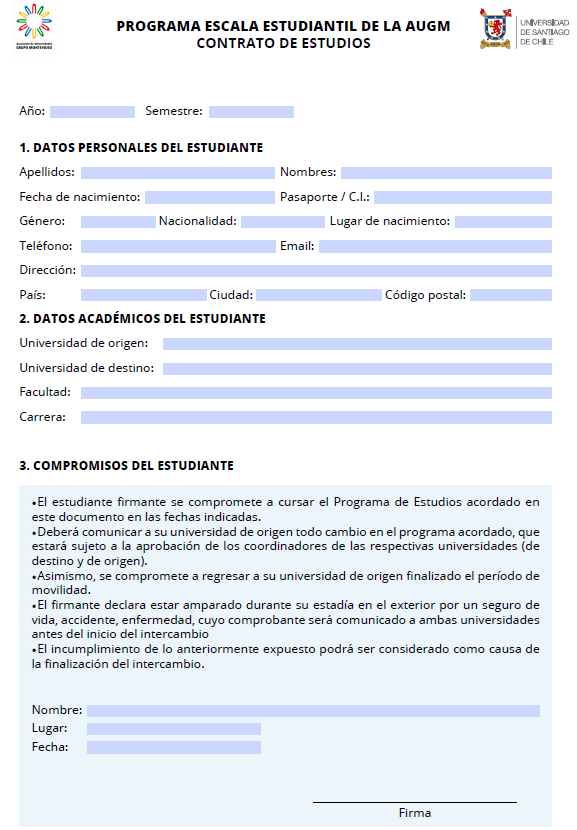 PROGRAMA ESCALA ESTUDIANTIL DE LA AUGM
CONTRATO DE ESTUDIOS
Asociación de Universidades
GRUPO MONTEVIDEO
UNIVERSIDAD
DE SANTIAGO
DE CHILE
Año: Semestre:
1. DATOS PERSONALES DEL ESTUDIANTE
Apellidos: Nombres:
Fecha de nacimiento: Pasaporte / C.I.:
Género: Nacionalidad: Lugar de nacimiento:
Teléfono: Email:
Dirección:
País: Ciudad: Código postal:
2. DATOS ACADÉMICOS DEL ESTUDIANTE
Universidad de origen:
Universidad de destino:
Facultad:
Carrera:
3. COMPROMISOS DEL ESTUDIANTE
•El estudiante firmante se compromete a cursar el Programa de Estudios acordado en
este documento en las fechas indicadas.
•Deberá comunicar a su universidad de origen todo cambio en el programa acordado, que
estará sujeto a la aprobación de los coordinadores de las respectivas universidades (de
destino y de origen).
•Asimismo, se compromete a regresar a su universidad de origen finalizado el período de
movilidad.
•El firmante declara estar amparado durante su estadía en el exterior por un seguro de
vida, accidente, enfermedad, cuyo comprobante será comunicado a ambas universidades
antes del inicio del intercambio
•El incumplimiento de lo anteriormente expuesto podrá ser considerado como causa de
la finalización del intercambio.
Nombre:
Lugar:
Fecha:
Firma